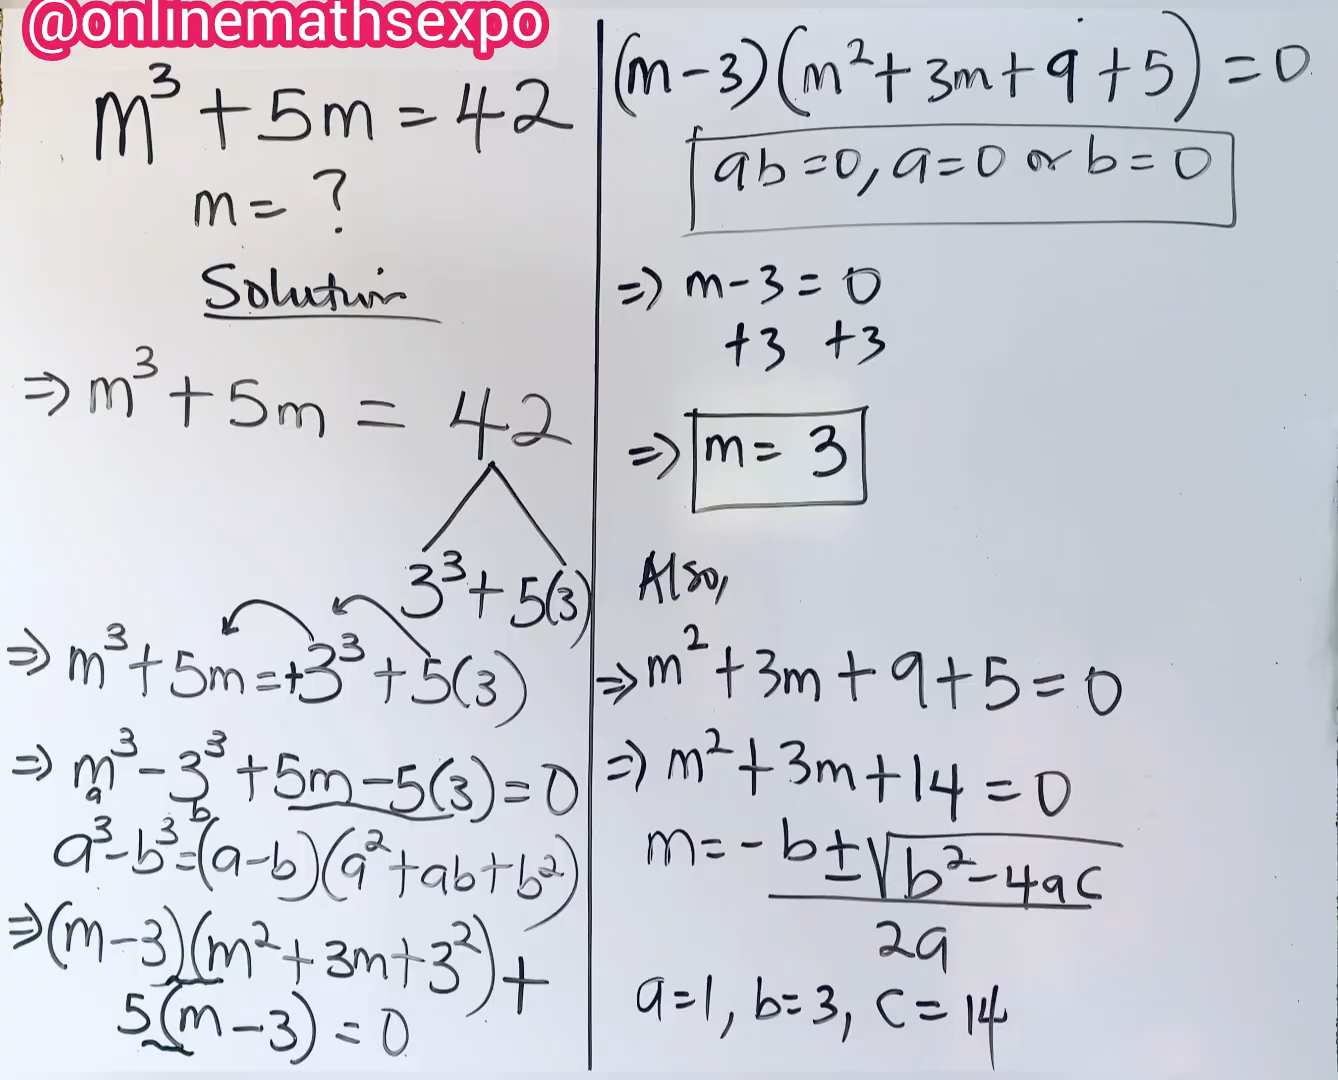 @onlinemathsexpo
m³ + 5m = 42
m = ?
Solution
⇒ m³ + 5m = 42
3³ + 5(3)
⇒ m³ + 5m = +3³ + 5(3)
⇒ m³ - 3³ + 5m - 5(3) = 0
a b
a³ - b³ = (a - b)(a² + ab + b²)
⇒ (m - 3)(m² + 3m + 3²) +
5(m - 3) = 0
(m - 3)(m² + 3m + 9 + 5) = 0
ab = 0, a = 0 or b = 0
⇒ m - 3 = 0
+3 +3
⇒ m = 3
Also,
⇒ m² + 3m + 9 + 5 = 0
⇒ m² + 3m + 14 = 0
m = -b ± √b² - 4ac
2a
a = 1, b = 3, c = 14